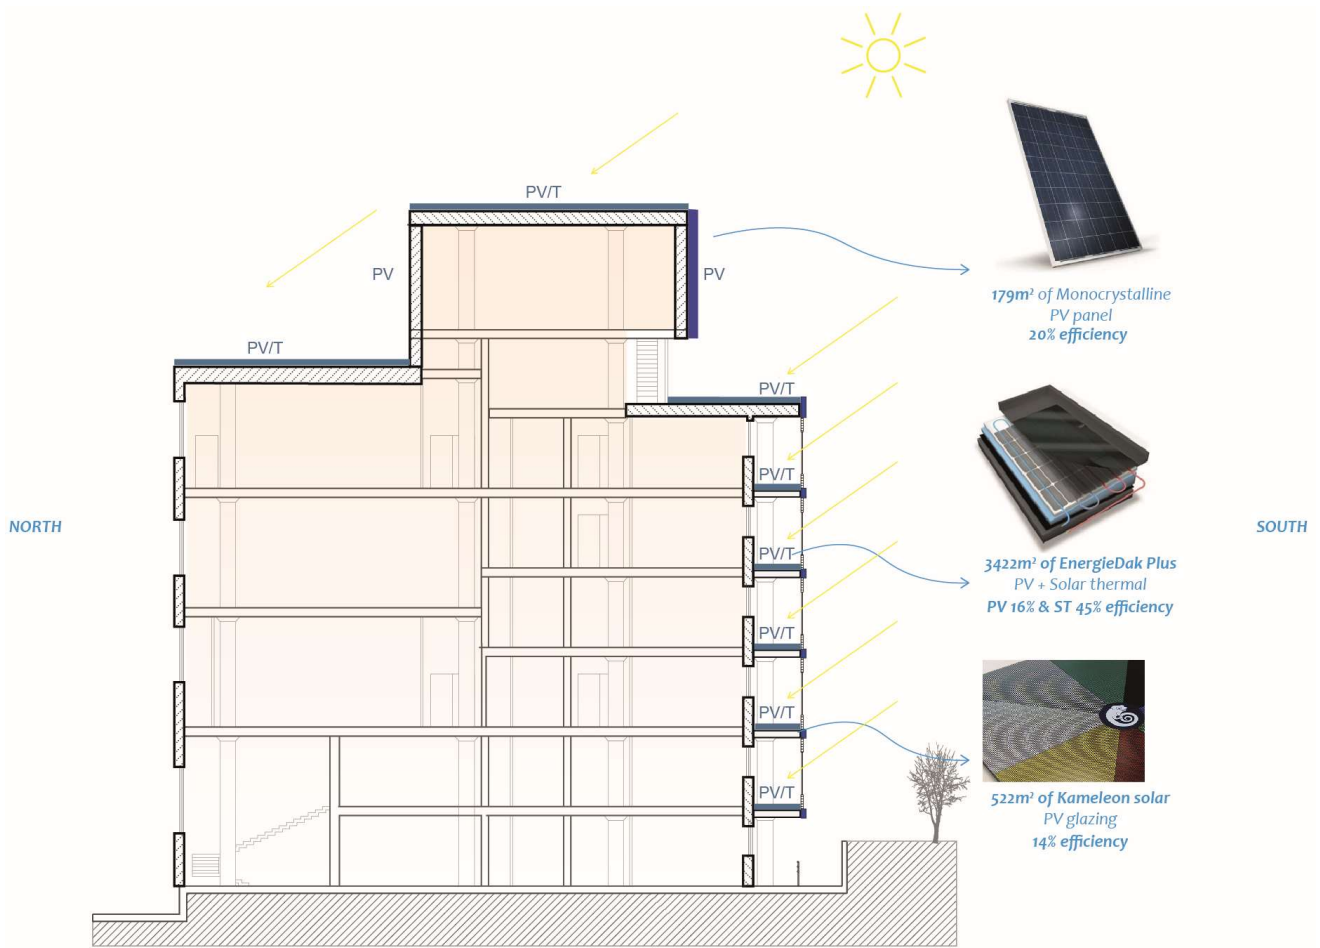 PV/T
PV
PV
179m² of Monocrystalline
PV panel
20% efficiency
PV/T
PV/T
PV/T
NORTH
SOUTH
PV/T
3422m² of EnergieDak Plus
PV + Solar thermal
PV 16% & ST 45% efficiency
PV/T
PV/T
PV/T
522m² of Kameleon solar
PV glazing
14% efficiency